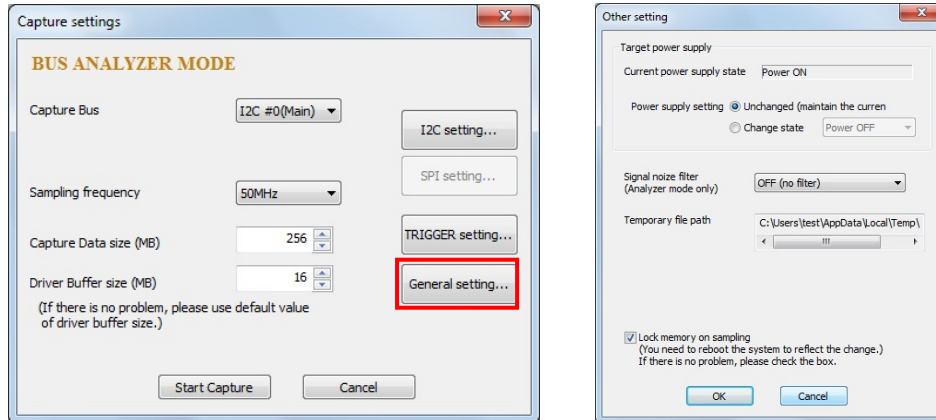 Capture settings
BUS ANALYZER MODE
Capture Bus
I2C #0(Main)
I2C setting...
SPI setting...
Sampling frequency
50MHz
Capture Data size (MB)
256
TRIGGER setting...
Driver Buffer size (MB)
16
General setting...
(If there is no problem, please use default value
of driver buffer size.)
Start Capture
Cancel
Other setting
Target power supply
Current power supply state
Power ON
Power supply setting
Unchanged (maintain the curren
Change state
Power OFF
Signal noize filter
(Analyzer mode only)
OFF (no filter)
Temporary file path
C:\Users\test\AppData\Local\Temp\
Lock memory on sampling
(You need to reboot the system to reflect the change.)
If there is no problem, please check the box.
OK
Cancel